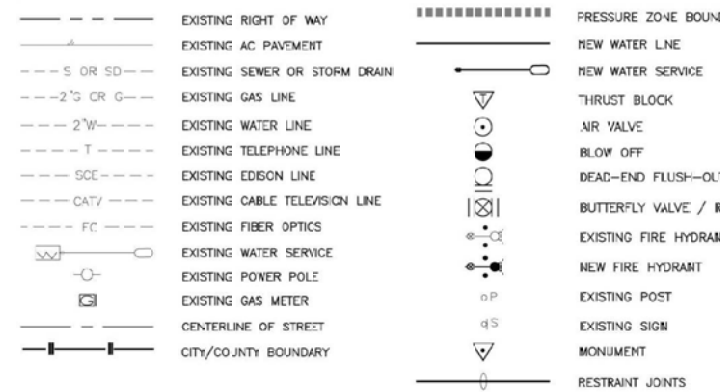 EXISTING RIGHT OF WAY
EXISTING AC PAVEMENT
S OR SD EXISTING SEWER OR STORM DRAIN
2"G OR G EXISTING GAS LINE
2"W EXISTING WATER LINE
T EXISTING TELEPHONE LINE
SCE EXISTING EDISON LINE
CATV EXISTING CABLE TELEVISION LINE
FC EXISTING FIBER OPTICS
W EXISTING WATER SERVICE
EXISTING POWER POLE
G EXISTING GAS METER
CENTERLINE OF STREET
CITY/COUNTY BOUNDARY
PRESSURE ZONE BOUN
NEW WATER LINE
NEW WATER SERVICE
T THRUST BLOCK
AIR VALVE
BLOW OFF
DEAD-END FLUSH-OUT
BUTTERFLY VALVE /
EXISTING FIRE HYDRAN
NEW FIRE HYDRANT
P EXISTING POST
S EXISTING SIGN
MONUMENT
RESTRAINT JOINTS